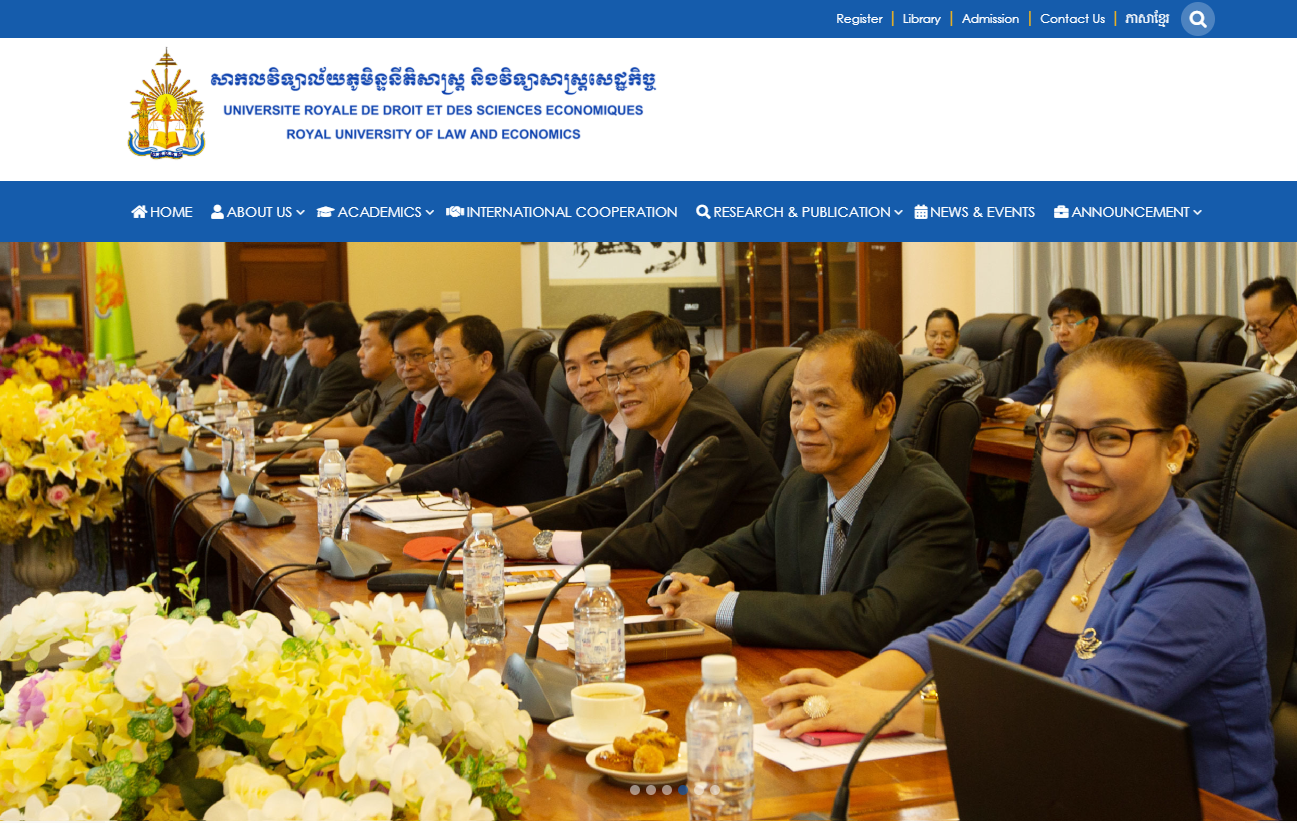 Register
Library
Admission
Contact Us
ភាសាខ្មែរ
សាកលវិទ្យាល័យភូមិន្ទនីតិសាស្ត្រ និងវិទ្យាសាស្ត្រសេដ្ឋកិច្ច
UNIVERSITE ROYALE DE DROIT ET DES SCIENCES ECONOMIQUES
ROYAL UNIVERSITY OF LAW AND ECONOMICS
HOME
ABOUT US
ACADEMICS
INTERNATIONAL COOPERATION
RESEARCH & PUBLICATION
NEWS & EVENTS
ANNOUNCEMENT